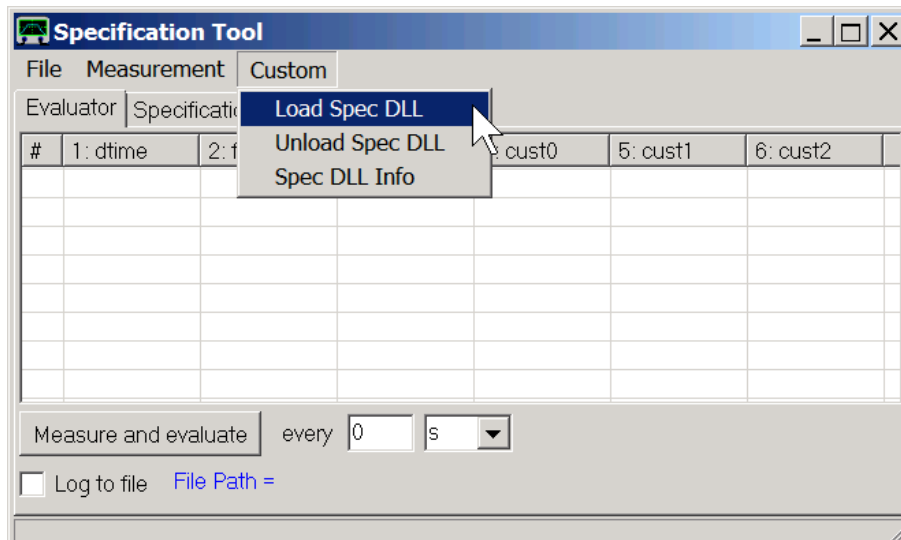 Specification Tool
File Measurement Custom
Evaluator
Load Spec DLL
Unload Spec DLL
Spec DLL Info
# 1: dtime 2: cust0 5: cust1 6: cust2
Measure and evaluate every 0 s
Log to file File Path =